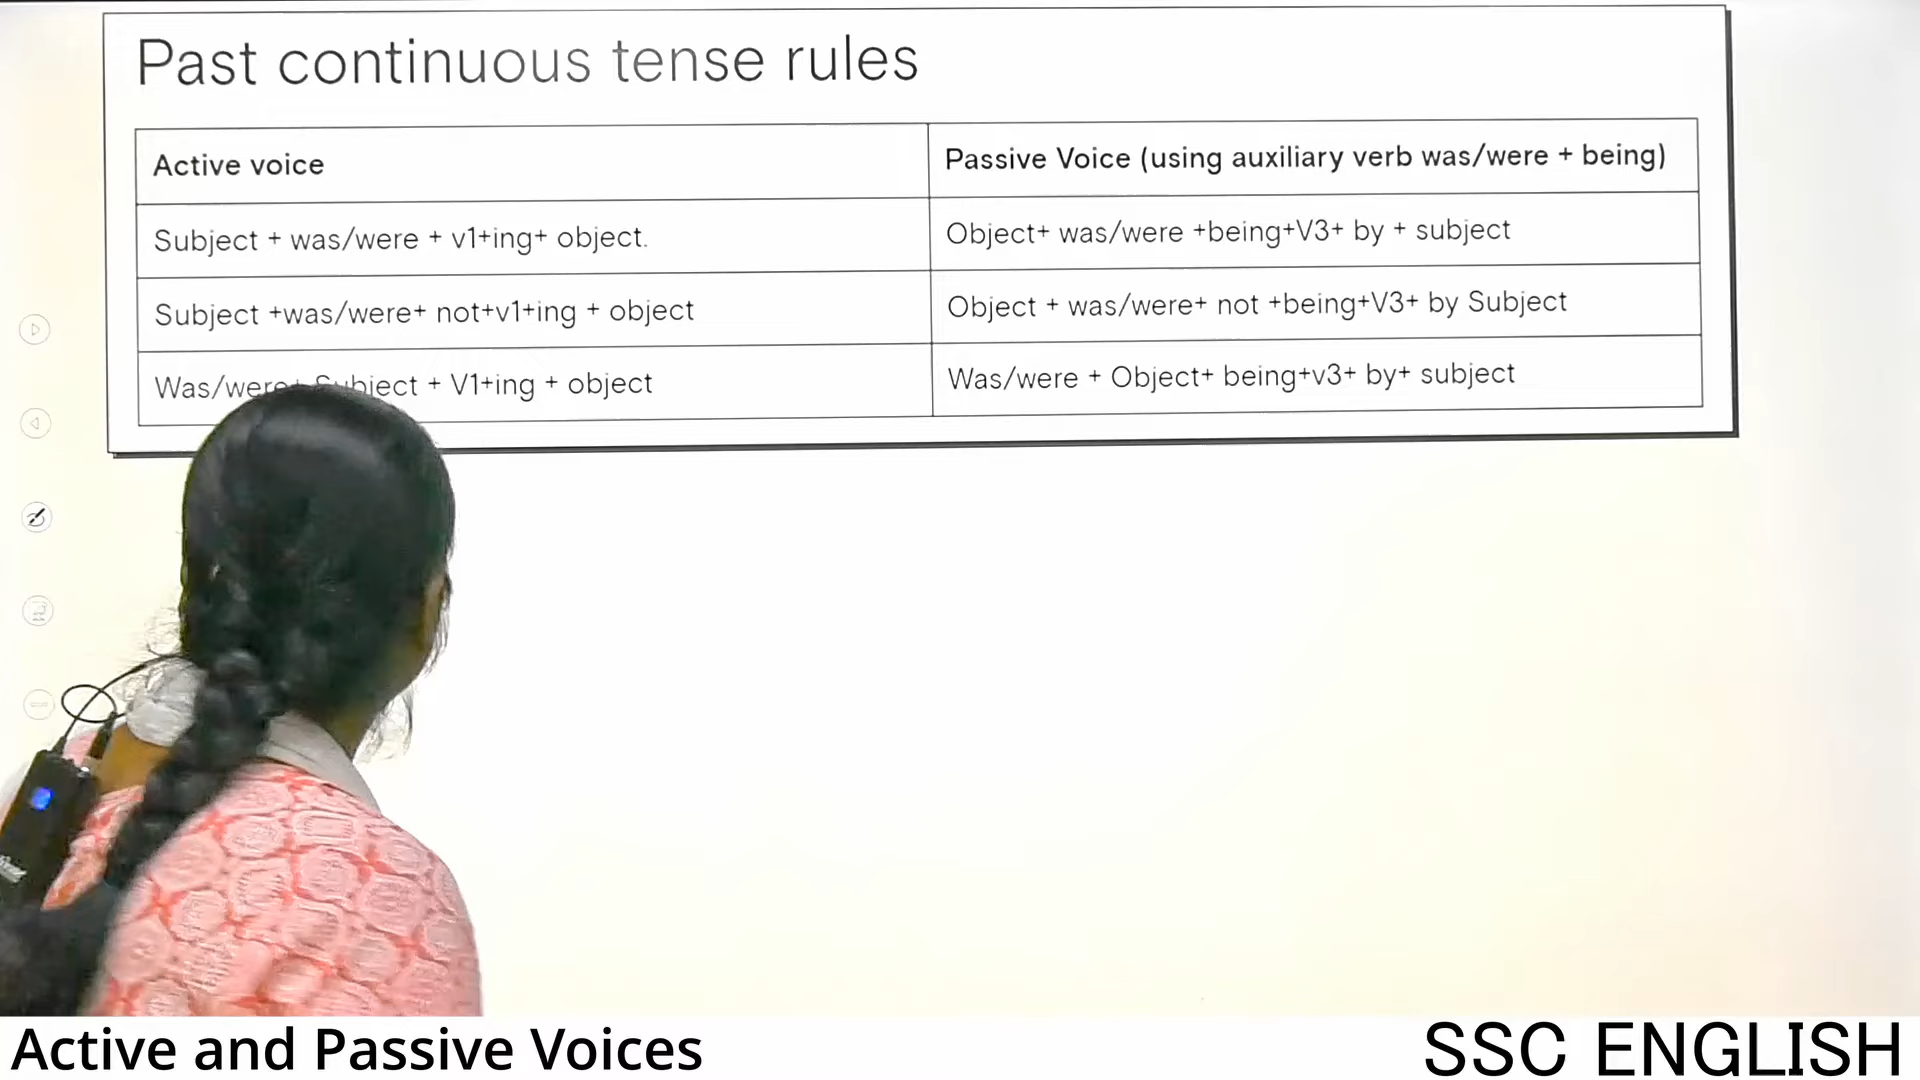 Past continuous tense rules
Active voice
Passive Voice (using auxiliary verb was/were + being)
Subject + was/were + v1+ing+ object.
Object+ was/were +being+V3+ by + subject
Subject +was/were+ not+v1+ing + object
Object + was/were+ not +being+V3+ by Subject
Was/were+ Subject + V1+ing + object
Was/were + Object+ being+v3+ by+ subject
Active and Passive Voices
SSC ENGLISH